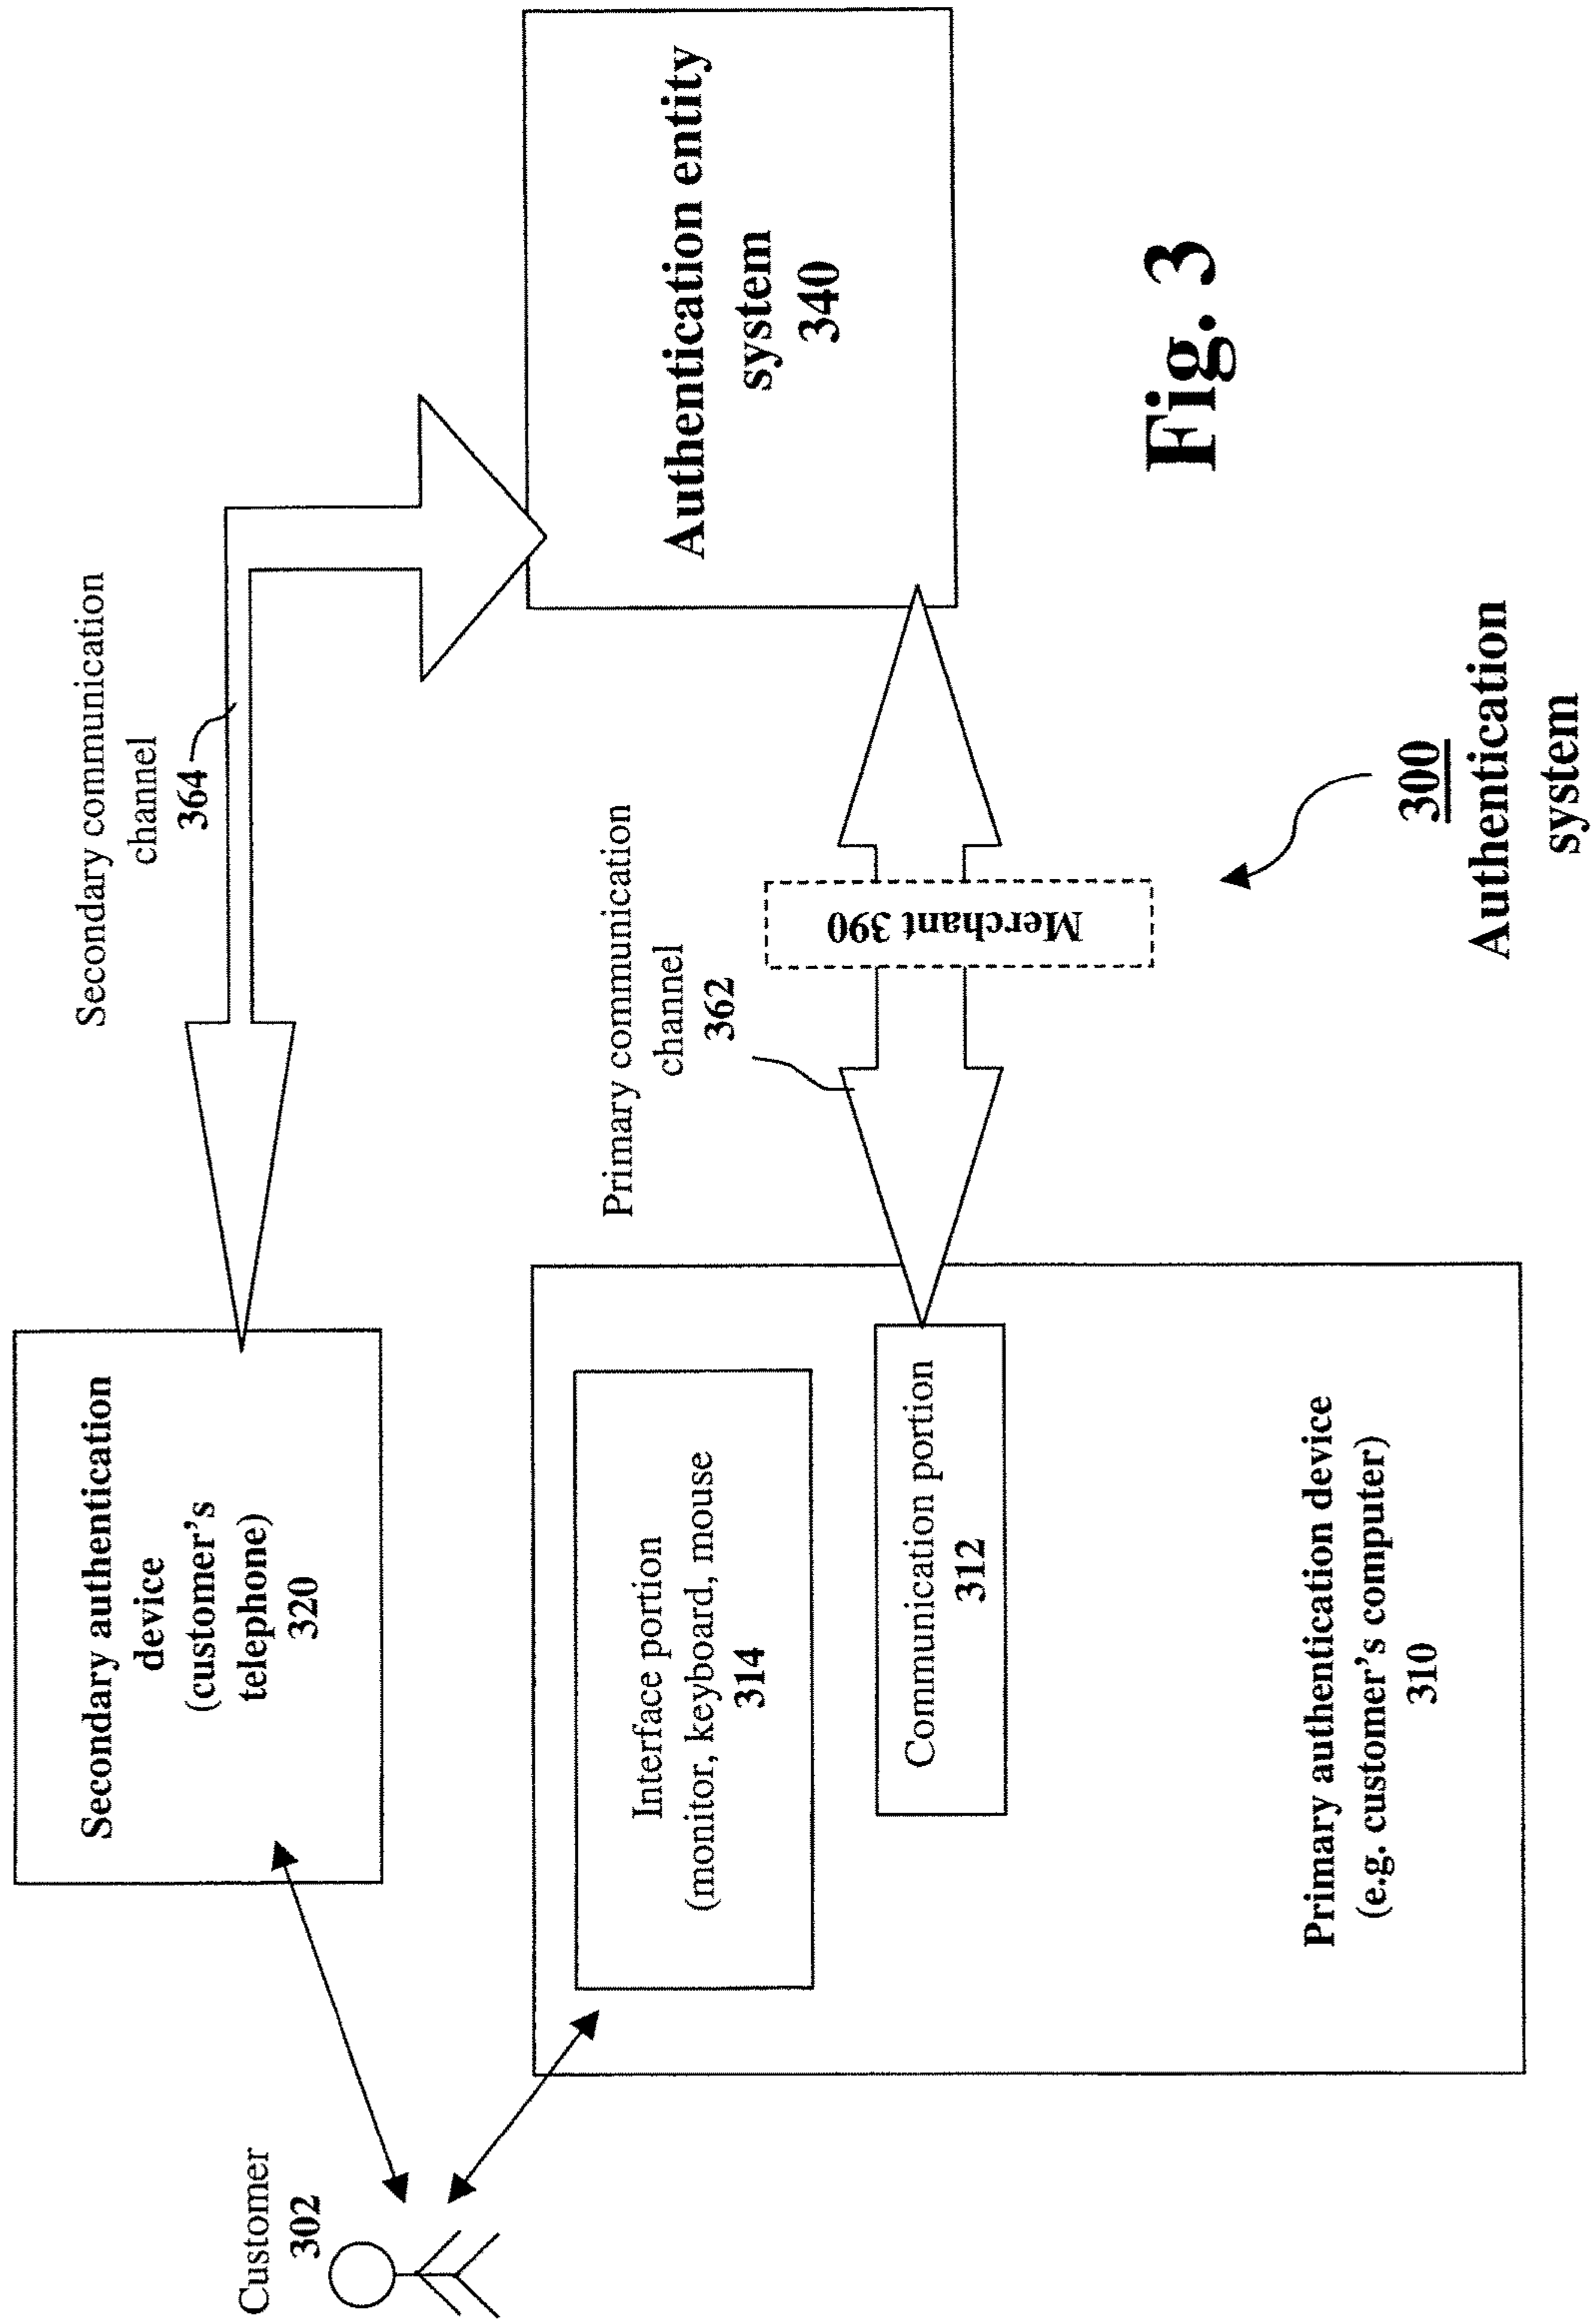 Customer
302
Secondary authentication
device
(customer's
telephone)
320
Secondary communication
channel
364
Interface portion
(monitor, keyboard, mouse
314
Communication portion
312
Primary authentication device
(e.g. customer's computer)
310
Primary communication
channel
362
Merchant 390
Authentication entity
system
340
300
Authentication
system
Fig. 3